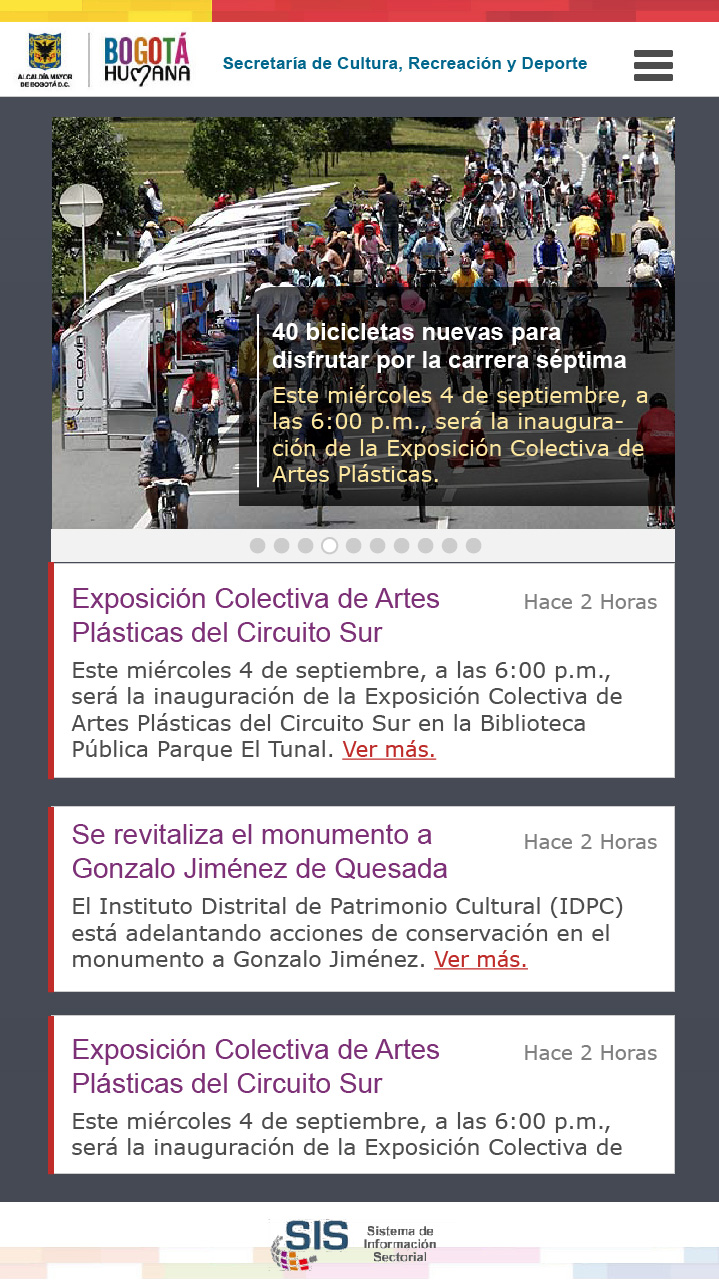 ALCALDÍA MAYOR
DE BOGOTÁ D.C.
BOGOTÁ
HUMANA
Secretaría de Cultura, Recreación y Deporte
CICLOVÍA
40 bicicletas nuevas para
disfrutar por la carrera séptima
Este miércoles 4 de septiembre, a
las 6:00 p.m., será la inaugura-
ción de la Exposición Colectiva de
Artes Plásticas.
Exposición Colectiva de Artes
Plásticas del Circuito Sur
Hace 2 Horas
Este miércoles 4 de septiembre, a las 6:00 p.m.,
será la inauguración de la Exposición Colectiva de
Artes Plásticas del Circuito Sur en la Biblioteca
Pública Parque El Tunal. Ver más.
Se revitaliza el monumento a
Gonzalo Jiménez de Quesada
Hace 2 Horas
El Instituto Distrital de Patrimonio Cultural (IDPC)
está adelantando acciones de conservación en el
monumento a Gonzalo Jiménez. Ver más.
Exposición Colectiva de Artes
Plásticas del Circuito Sur
Hace 2 Horas
Este miércoles 4 de septiembre, a las 6:00 p.m.,
será la inauguración de la Exposición Colectiva de
SIS
Sistema de
Información
Sectorial